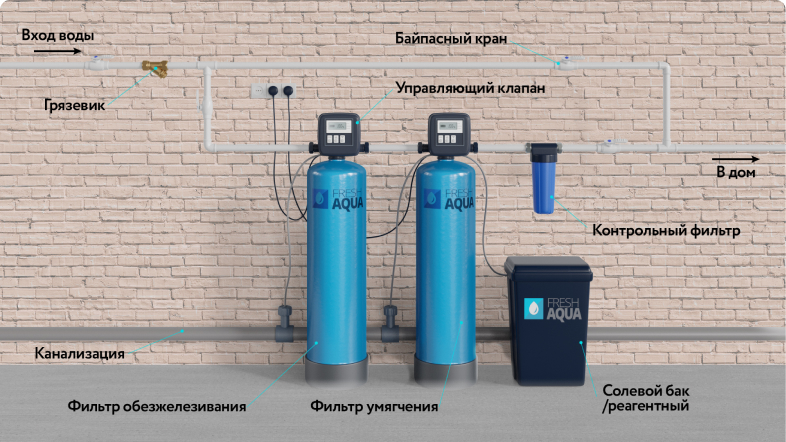 Вход воды
Байпасный кран
Грязевик
Управляющий клапан
FRESH
AQUA
FRESH
AQUA
В дом
Контрольный фильтр
FRESH
AQUA
Канализация
Фильтр обезжелезивания
Фильтр умягчения
Солевой бак
/реагентный